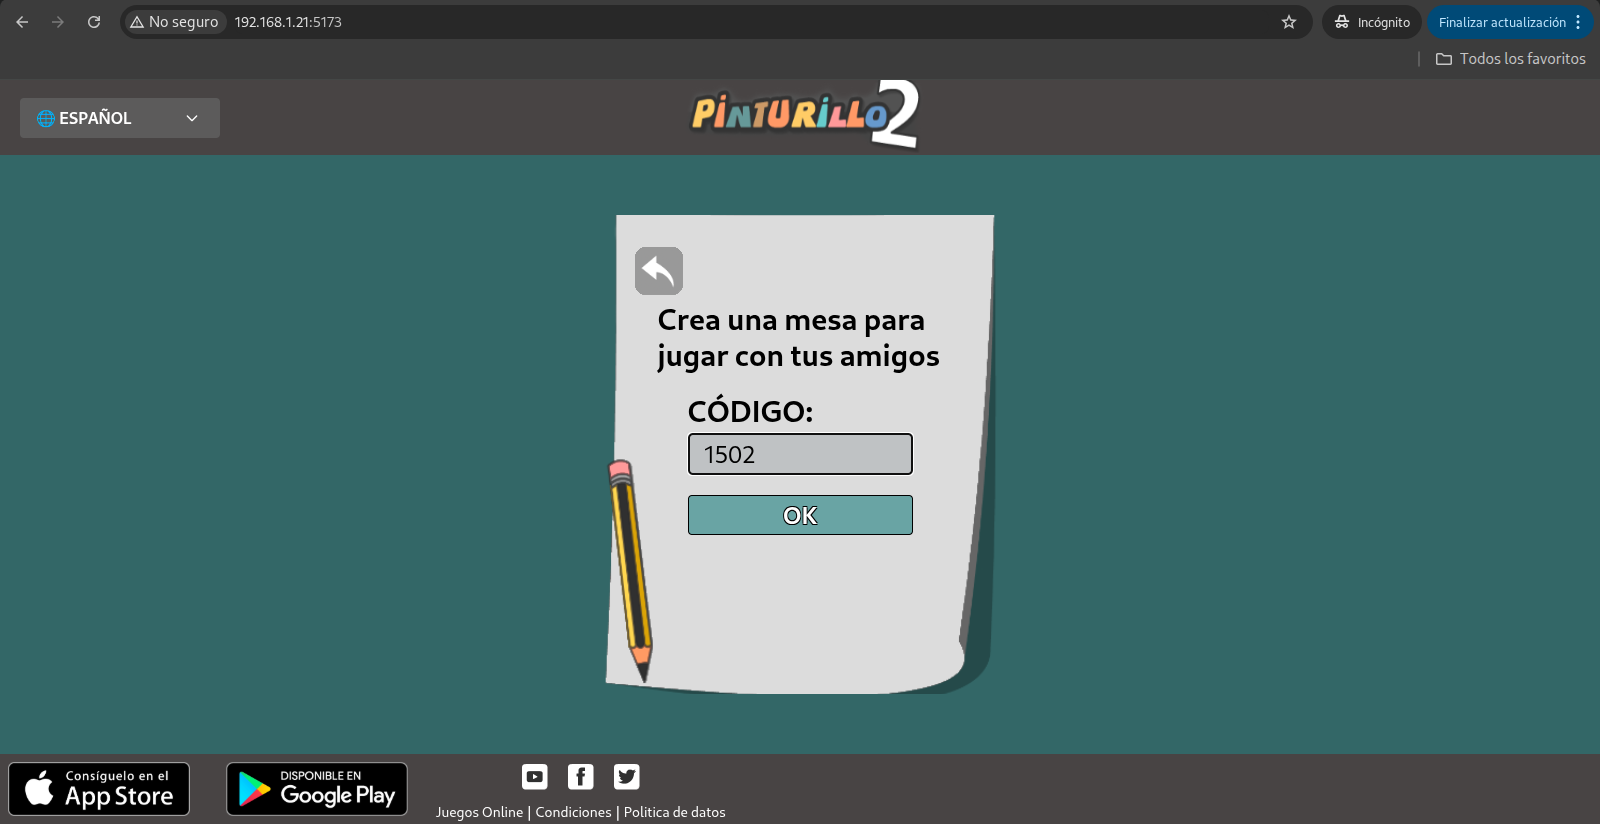 No seguro
192.168.1.21:5173
Incógnito
Finalizar actualización
Todos los favoritos
ESPAÑOL
PINTURILLO 2
Crea una mesa para
jugar con tus amigos
CÓDIGO:
1502
OK
Consíguelo en el
App Store
DISPONIBLE EN
Google Play
Juegos Online | Condiciones | Politica de datos